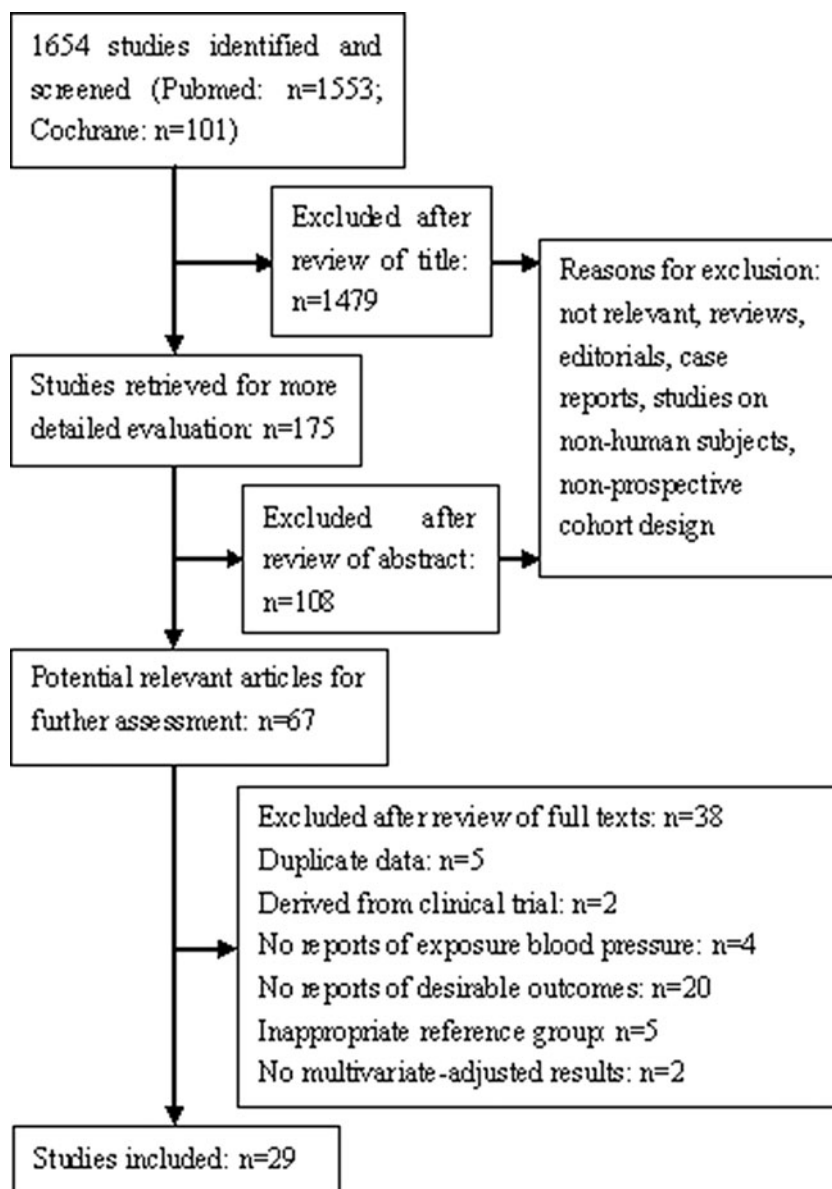 1654 studies identified and
screened (Pubmed: n=1553;
Cochrane: n=101)
Excluded after
review of title:
n=1479
Reasons for exclusion:
not relevant, reviews,
editorials, case
reports, studies on
non-human subjects,
non-prospective
cohort design
Studies retrieved for more
detailed evaluation: n=175
Excluded after
review of abstract:
n=108
Potential relevant articles for
further assessment: n=67
Excluded after review of full texts: n=38
Duplicate data: n=5
Derived from clinical trial: n=2
No reports of exposure blood pressure: n=4
No reports of desirable outcomes: n=20
Inappropriate reference group: n=5
No multivariate-adjusted results: n=2
Studies included: n=29